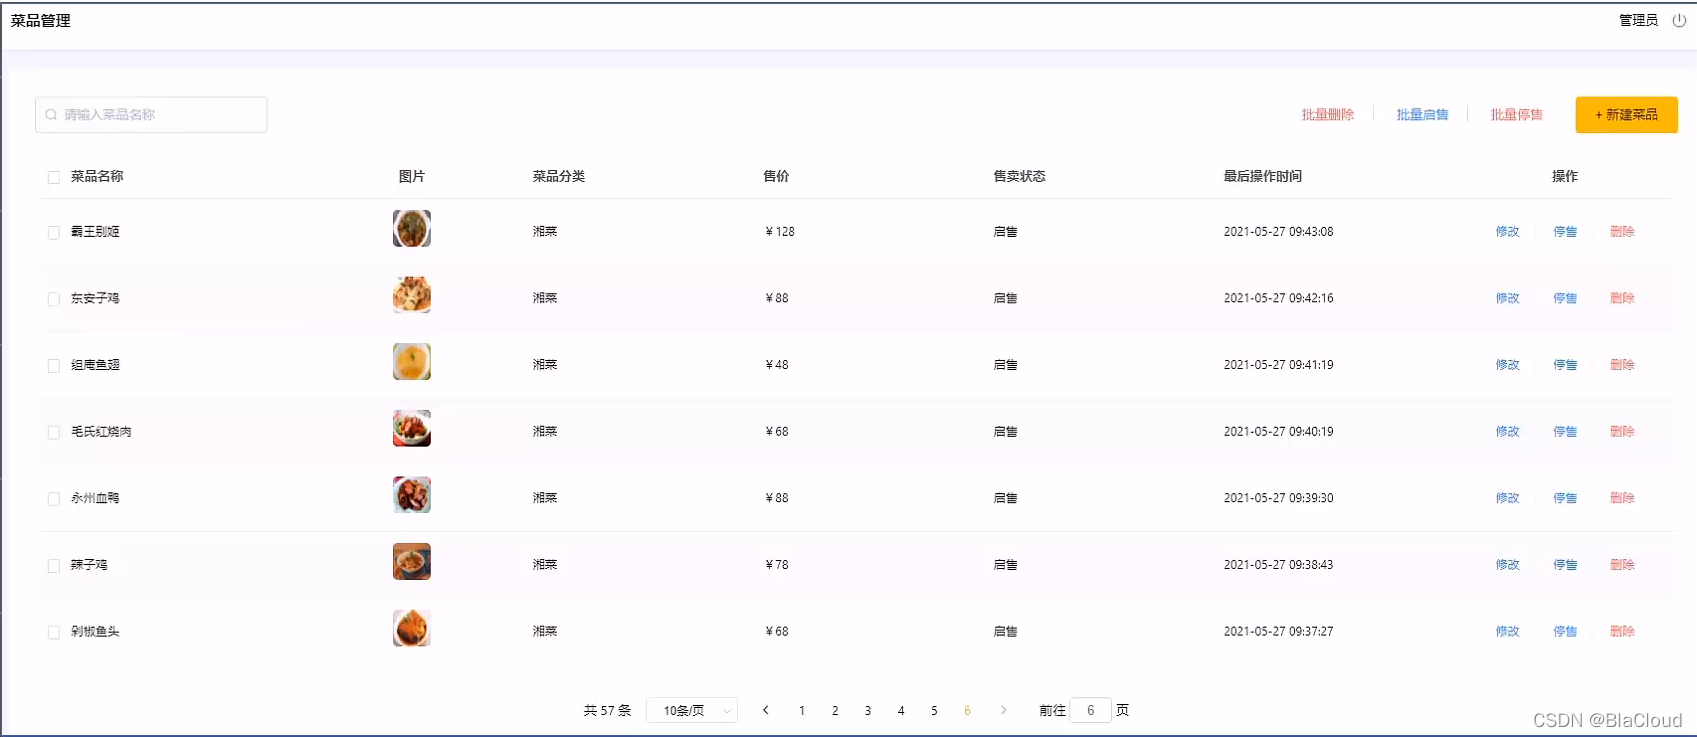 菜品管理 管理员
请输入菜品名称 批量删除 批量启售 批量停售 + 新建菜品
菜品名称 图片 菜品分类 售价 售卖状态 最后操作时间 操作
霸王别姬 湘菜 ¥ 128 启售 2021-05-27 09:43:08 修改 停售 删除
东安子鸡 湘菜 ¥ 88 启售 2021-05-27 09:42:16 修改 停售 删除
组庵鱼翅 湘菜 ¥ 48 启售 2021-05-27 09:41:19 修改 停售 删除
毛氏红烧肉 湘菜 ¥ 68 启售 2021-05-27 09:40:19 修改 停售 删除
永州血鸭 湘菜 ¥ 88 启售 2021-05-27 09:39:30 修改 停售 删除
辣子鸡 湘菜 ¥ 78 启售 2021-05-27 09:38:43 修改 停售 删除
剁椒鱼头 湘菜 ¥ 68 启售 2021-05-27 09:37:27 修改 停售 删除
共 57 条 10条/页 1 2 3 4 5 6 前往 6 页
CSDN @BlaCloud